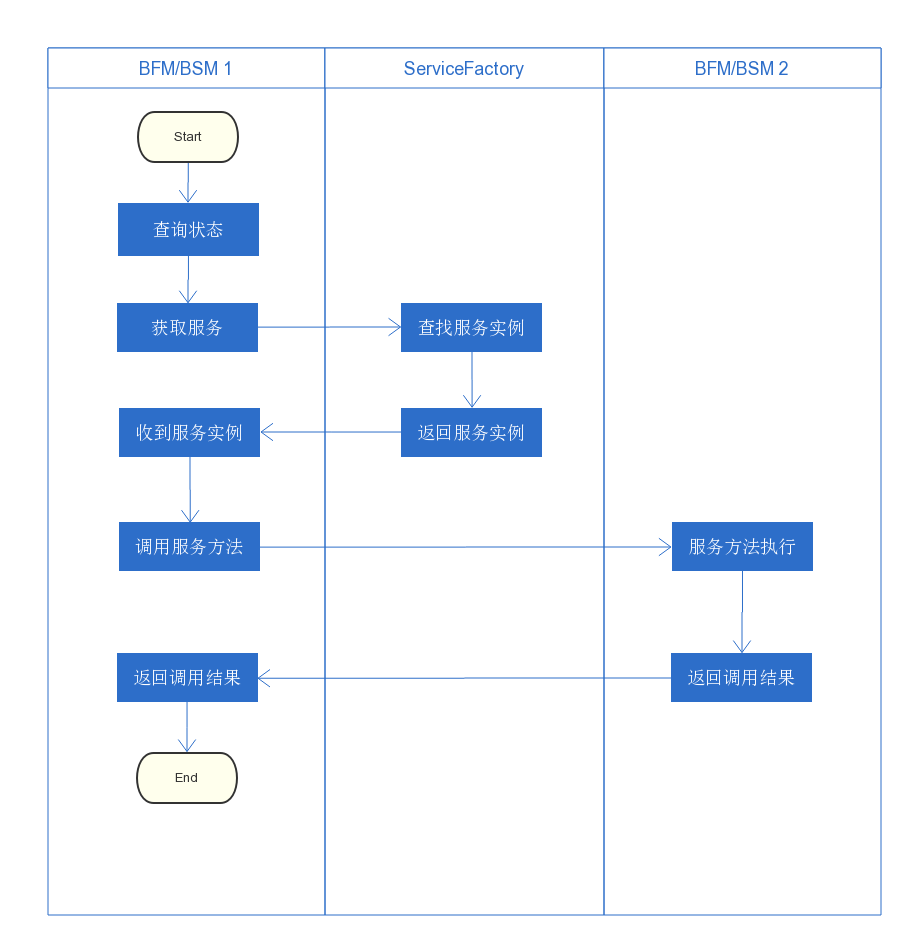 BFM/BSM 1
ServiceFactory
BFM/BSM 2
Start
查询状态
获取服务
查找服务实例
收到服务实例
返回服务实例
调用服务方法
服务方法执行
返回调用结果
返回调用结果
End